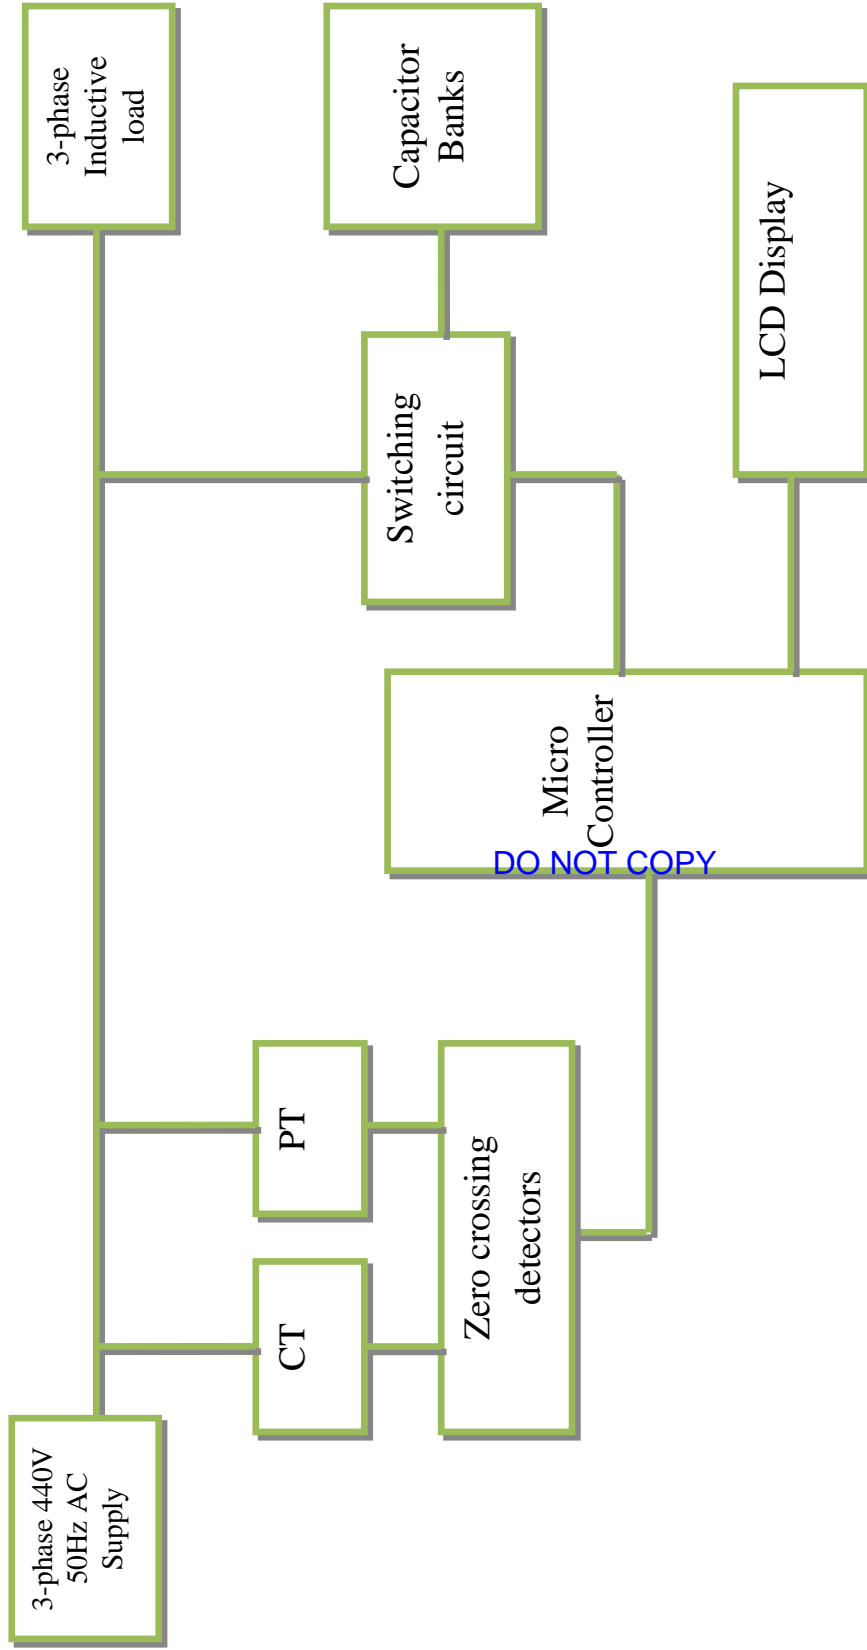 3-phase 440V
50Hz AC
Supply
3-phase
Inductive
load
CT
PT
Zero crossing
detectors
Switching
circuit
Capacitor
Banks
Micro
Controller
LCD Display
DO NOT COPY